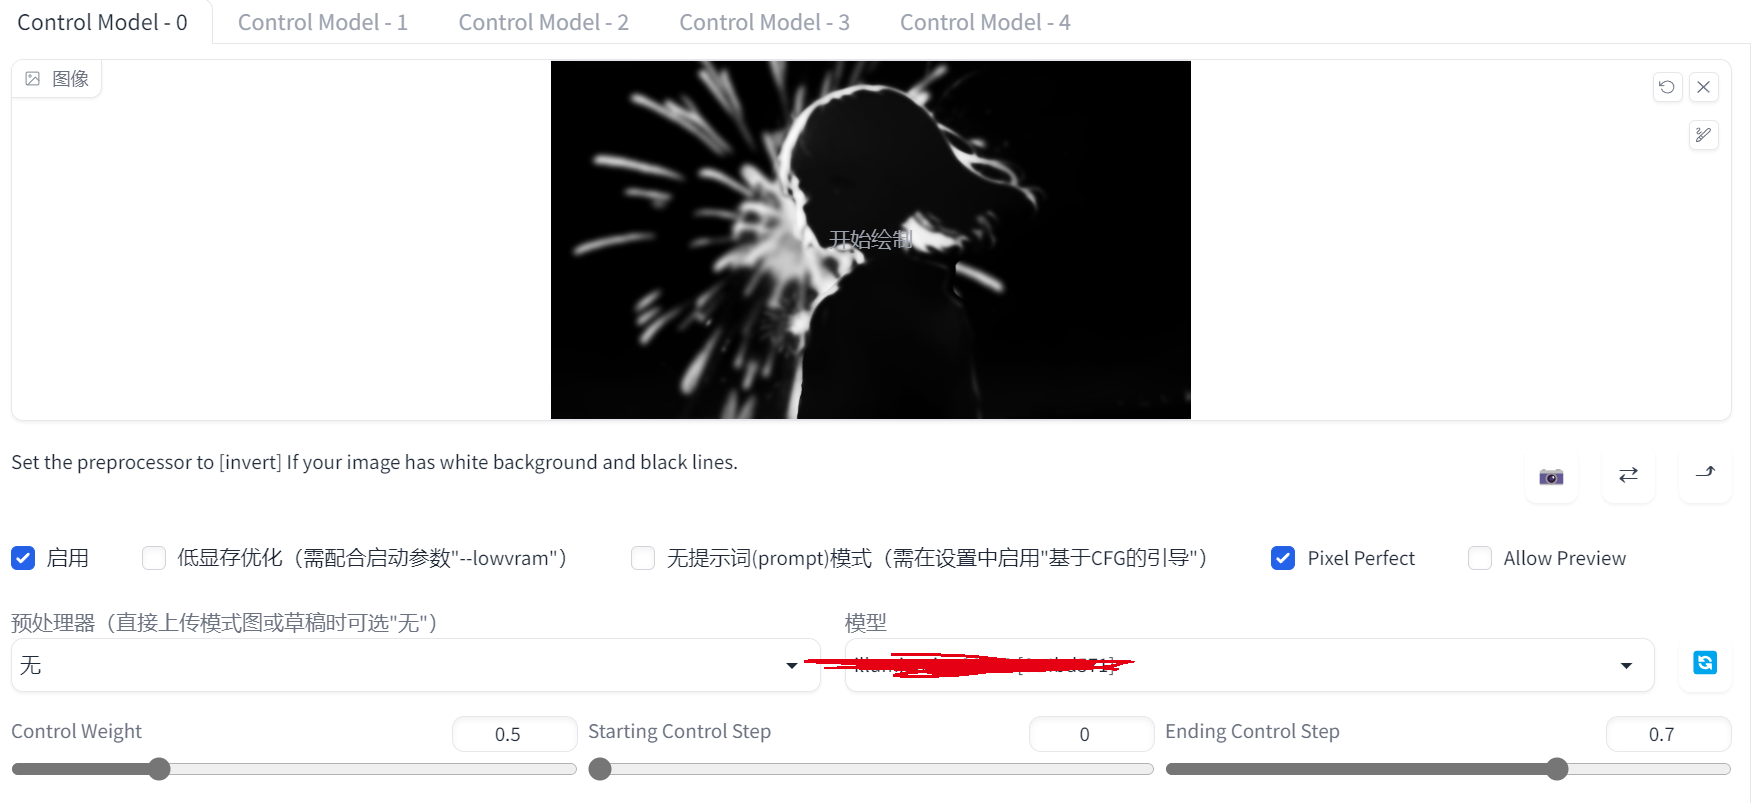 Control Model - 0 Control Model - 1 Control Model - 2 Control Model - 3 Control Model - 4
图像
开始绘制
Set the preprocessor to [invert] If your image has white background and black lines.
启用 低显存优化（需配合启动参数"--lowvram"） 无提示词(prompt)模式（需在设置中启用"基于CFG的引导"） Pixel Perfect Allow Preview
预处理器（直接上传模式图或草稿时可选"无"） 模型
无
Control Weight 0.5 Starting Control Step 0 Ending Control Step 0.7